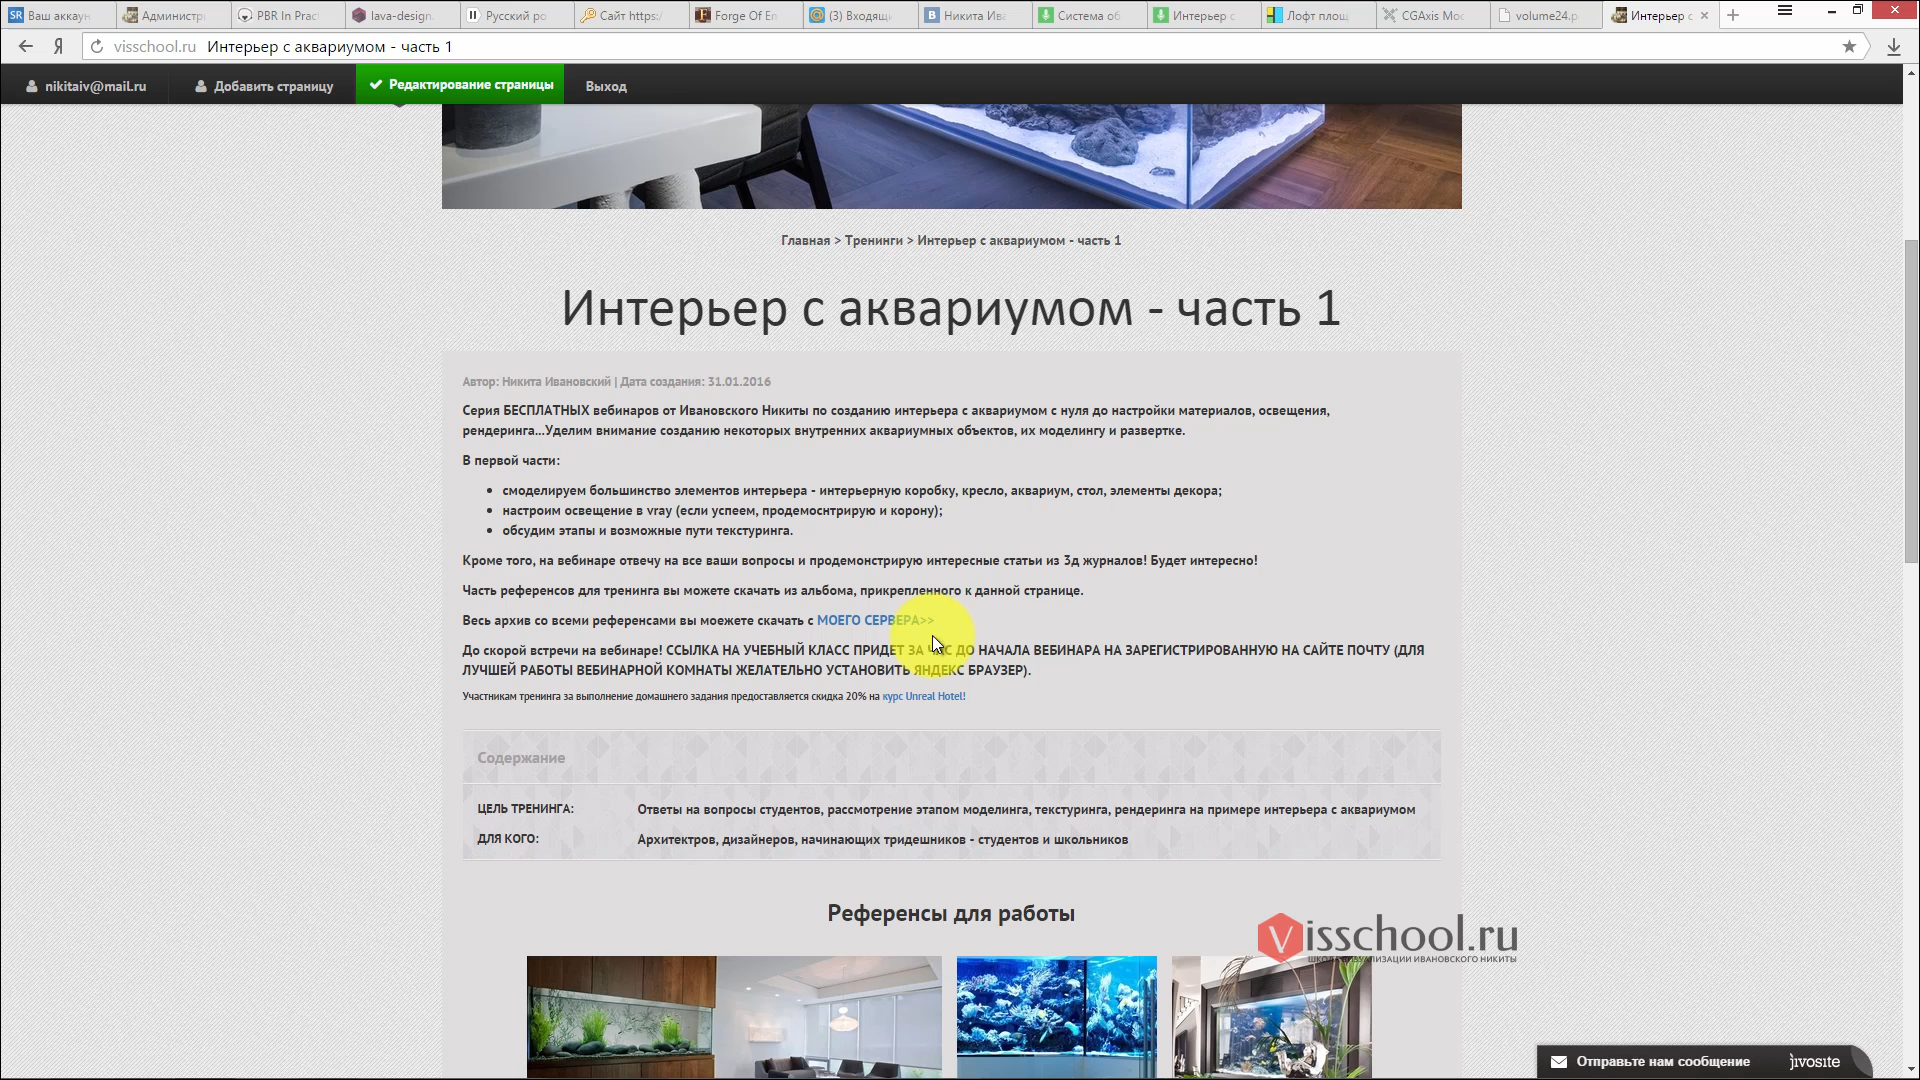 Ваш аккаун
Администра
PBR In Prac
lava-design.
Русский ро
Сайт https:/
Forge Of Em
(3) Входящи
Никита Ива
Система об
Интерьер с
Лофт площ
CGAxis Mod
volume24.p
Интерьер с
visschool.ru Интерьер с аквариумом - часть 1
nikitaiv@mail.ru
Добавить страницу
Редактирование страницы
Выход
Главная > Тренинги > Интерьер с аквариумом - часть 1
Интерьер с аквариумом - часть 1
Автор: Никита Ивановский | Дата создания: 31.01.2016
Серия БЕСПЛАТНЫХ вебинаров от Ивановского Никиты по созданию интерьера с аквариумом с нуля до настройки материалов, освещения,
рендеринга...Уделим внимание созданию некоторых внутренних аквариумных объектов, их моделингу и развертке.
В первой части:
смоделируем большинство элементов интерьера - интерьерную коробку, кресло, аквариум, стол, элементы декора;
настроим освещение в vray (если успеем, продемоснтрирую и корону);
обсудим этапы и возможные пути текстуринга.
Кроме того, на вебинаре отвечу на все ваши вопросы и продемонстрирую интересные статьи из 3д журналов! Будет интересно!
Часть референсов для тренинга вы можете скачать из альбома, прикрепленного к данной странице.
Весь архив со всеми референсами вы моежете скачать с МОЕГО СЕРВЕРА>>
До скорой встречи на вебинаре! ССЫЛКА НА УЧЕБНЫЙ КЛАСС ПРИДЕТ ЗА ЧАС ДО НАЧАЛА ВЕБИНАРА НА ЗАРЕГИСТРИРОВАННУЮ НА САЙТЕ ПОЧТУ (ДЛЯ
ЛУЧШЕЙ РАБОТЫ ВЕБИНАРНОЙ КОМНАТЫ ЖЕЛАТЕЛЬНО УСТАНОВИТЬ ЯНДЕКС БРАУЗЕР).
Участникам тренинга за выполнение домашнего задания предоставляется скидка 20% на курс Unreal Hotel!
Содержание
ЦЕЛЬ ТРЕНИНГА: Ответы на вопросы студентов, рассмотрение этапом моделинга, текстуринга, рендеринга на примере интерьера с аквариумом
ДЛЯ КОГО: Архитектров, дизайнеров, начинающих тридешников - студентов и школьников
Референсы для работы
Visschool.ru
ШКОЛА ВИЗУАЛИЗАЦИИ ИВАНОВСКОГО НИКИТЫ
Отправьте нам сообщение jivosite